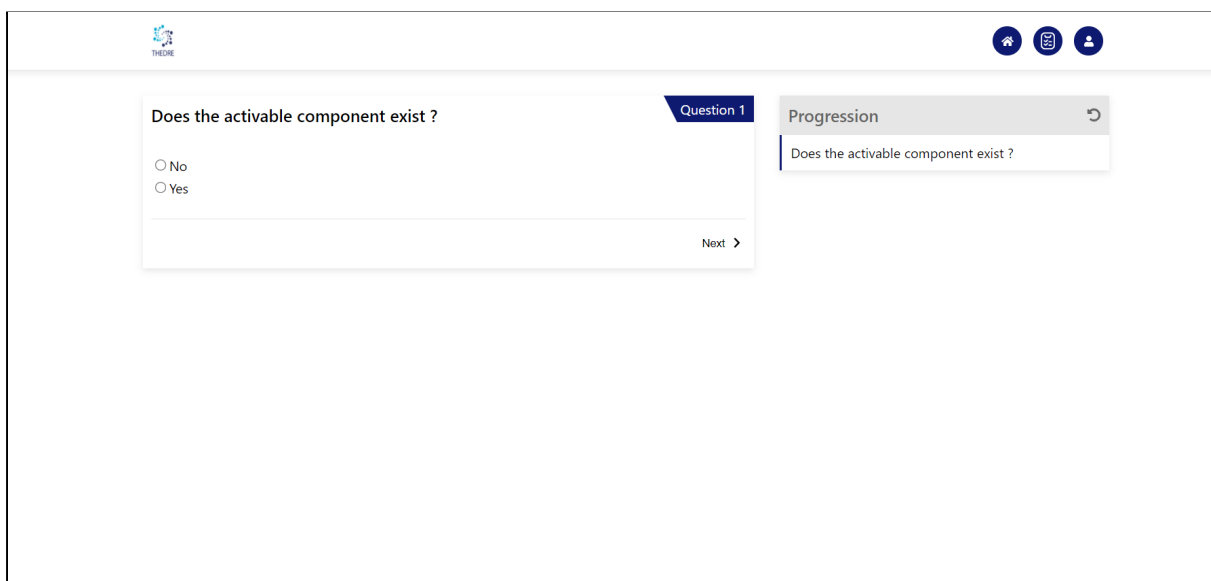 THEDRE
Does the activable component exist ?
Question 1
No
Yes
Next
Progression
Does the activable component exist ?